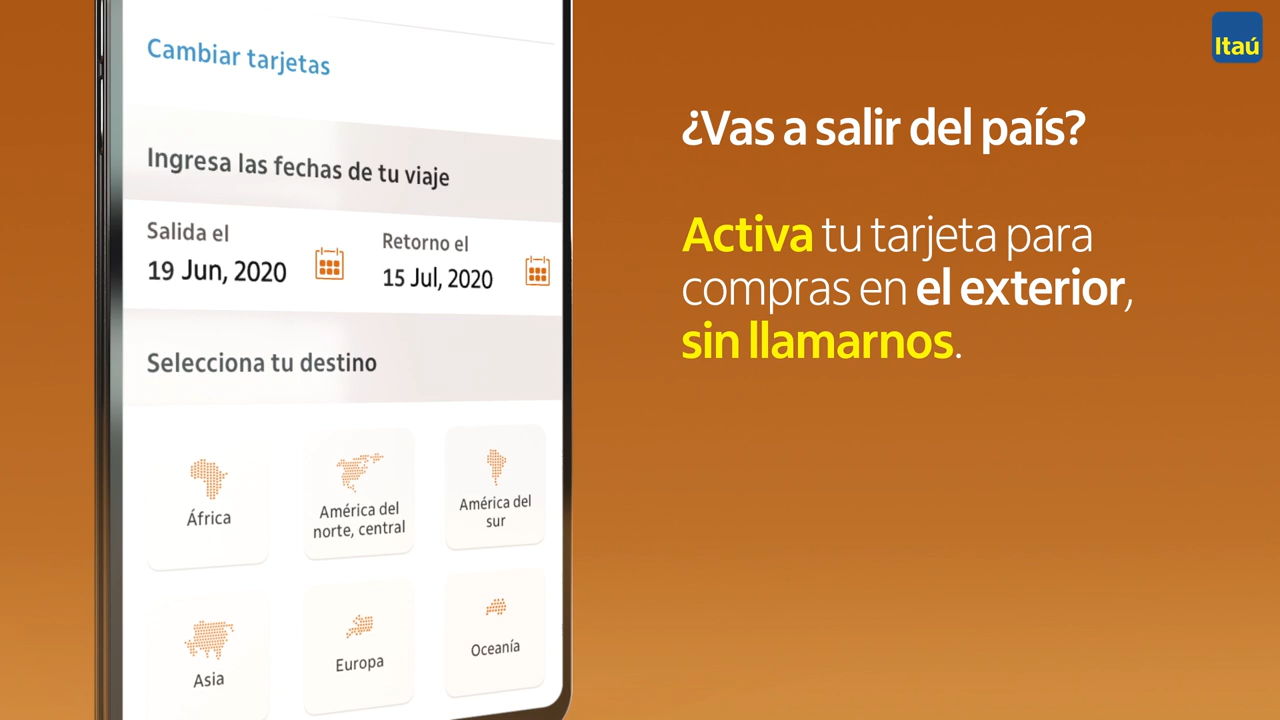 Cambiar tarjetas
Ingresa las fechas de tu viaje
Salida el
19 Jun, 2020
Retorno el
15 Jul, 2020
Selecciona tu destino
África
América del
norte, central
América del
sur
Asia
Europa
Oceanía
Itaú
¿Vas a salir del país?
Activa tu tarjeta para
compras en el exterior,
sin llamarnos.